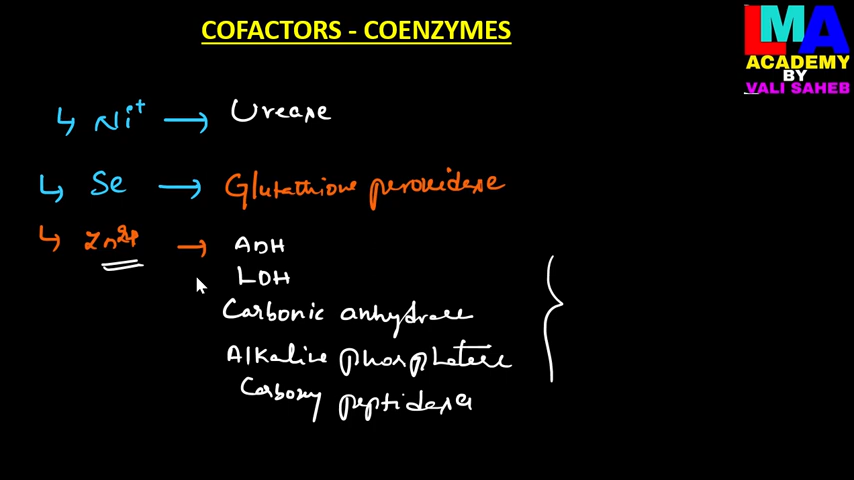 COFACTORS - COENZYMES
LMA
ACADEMY
BY
VALI SAHEB
↳ Ni+ → Urease
↳ Se → Glutathione peroxidase
↳ Zn2+ → ADH
LDH
Carbonic anhydrase
Alkaline phosphatase
Carboxy peptidase